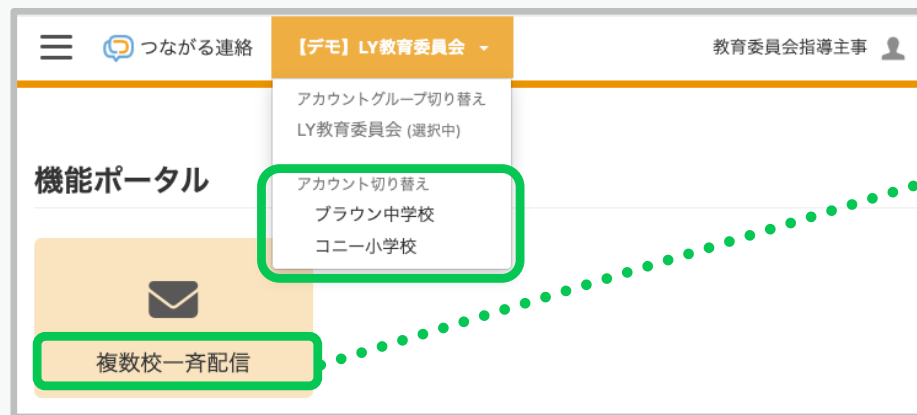 つながる連絡
【デモ】LY教育委員会
教育委員会指導主事
アカウントグループ切り替え
LY教育委員会 (選択中)
機能ポータル
アカウント切り替え
ブラウン中学校
コニー小学校
複数校一斉配信